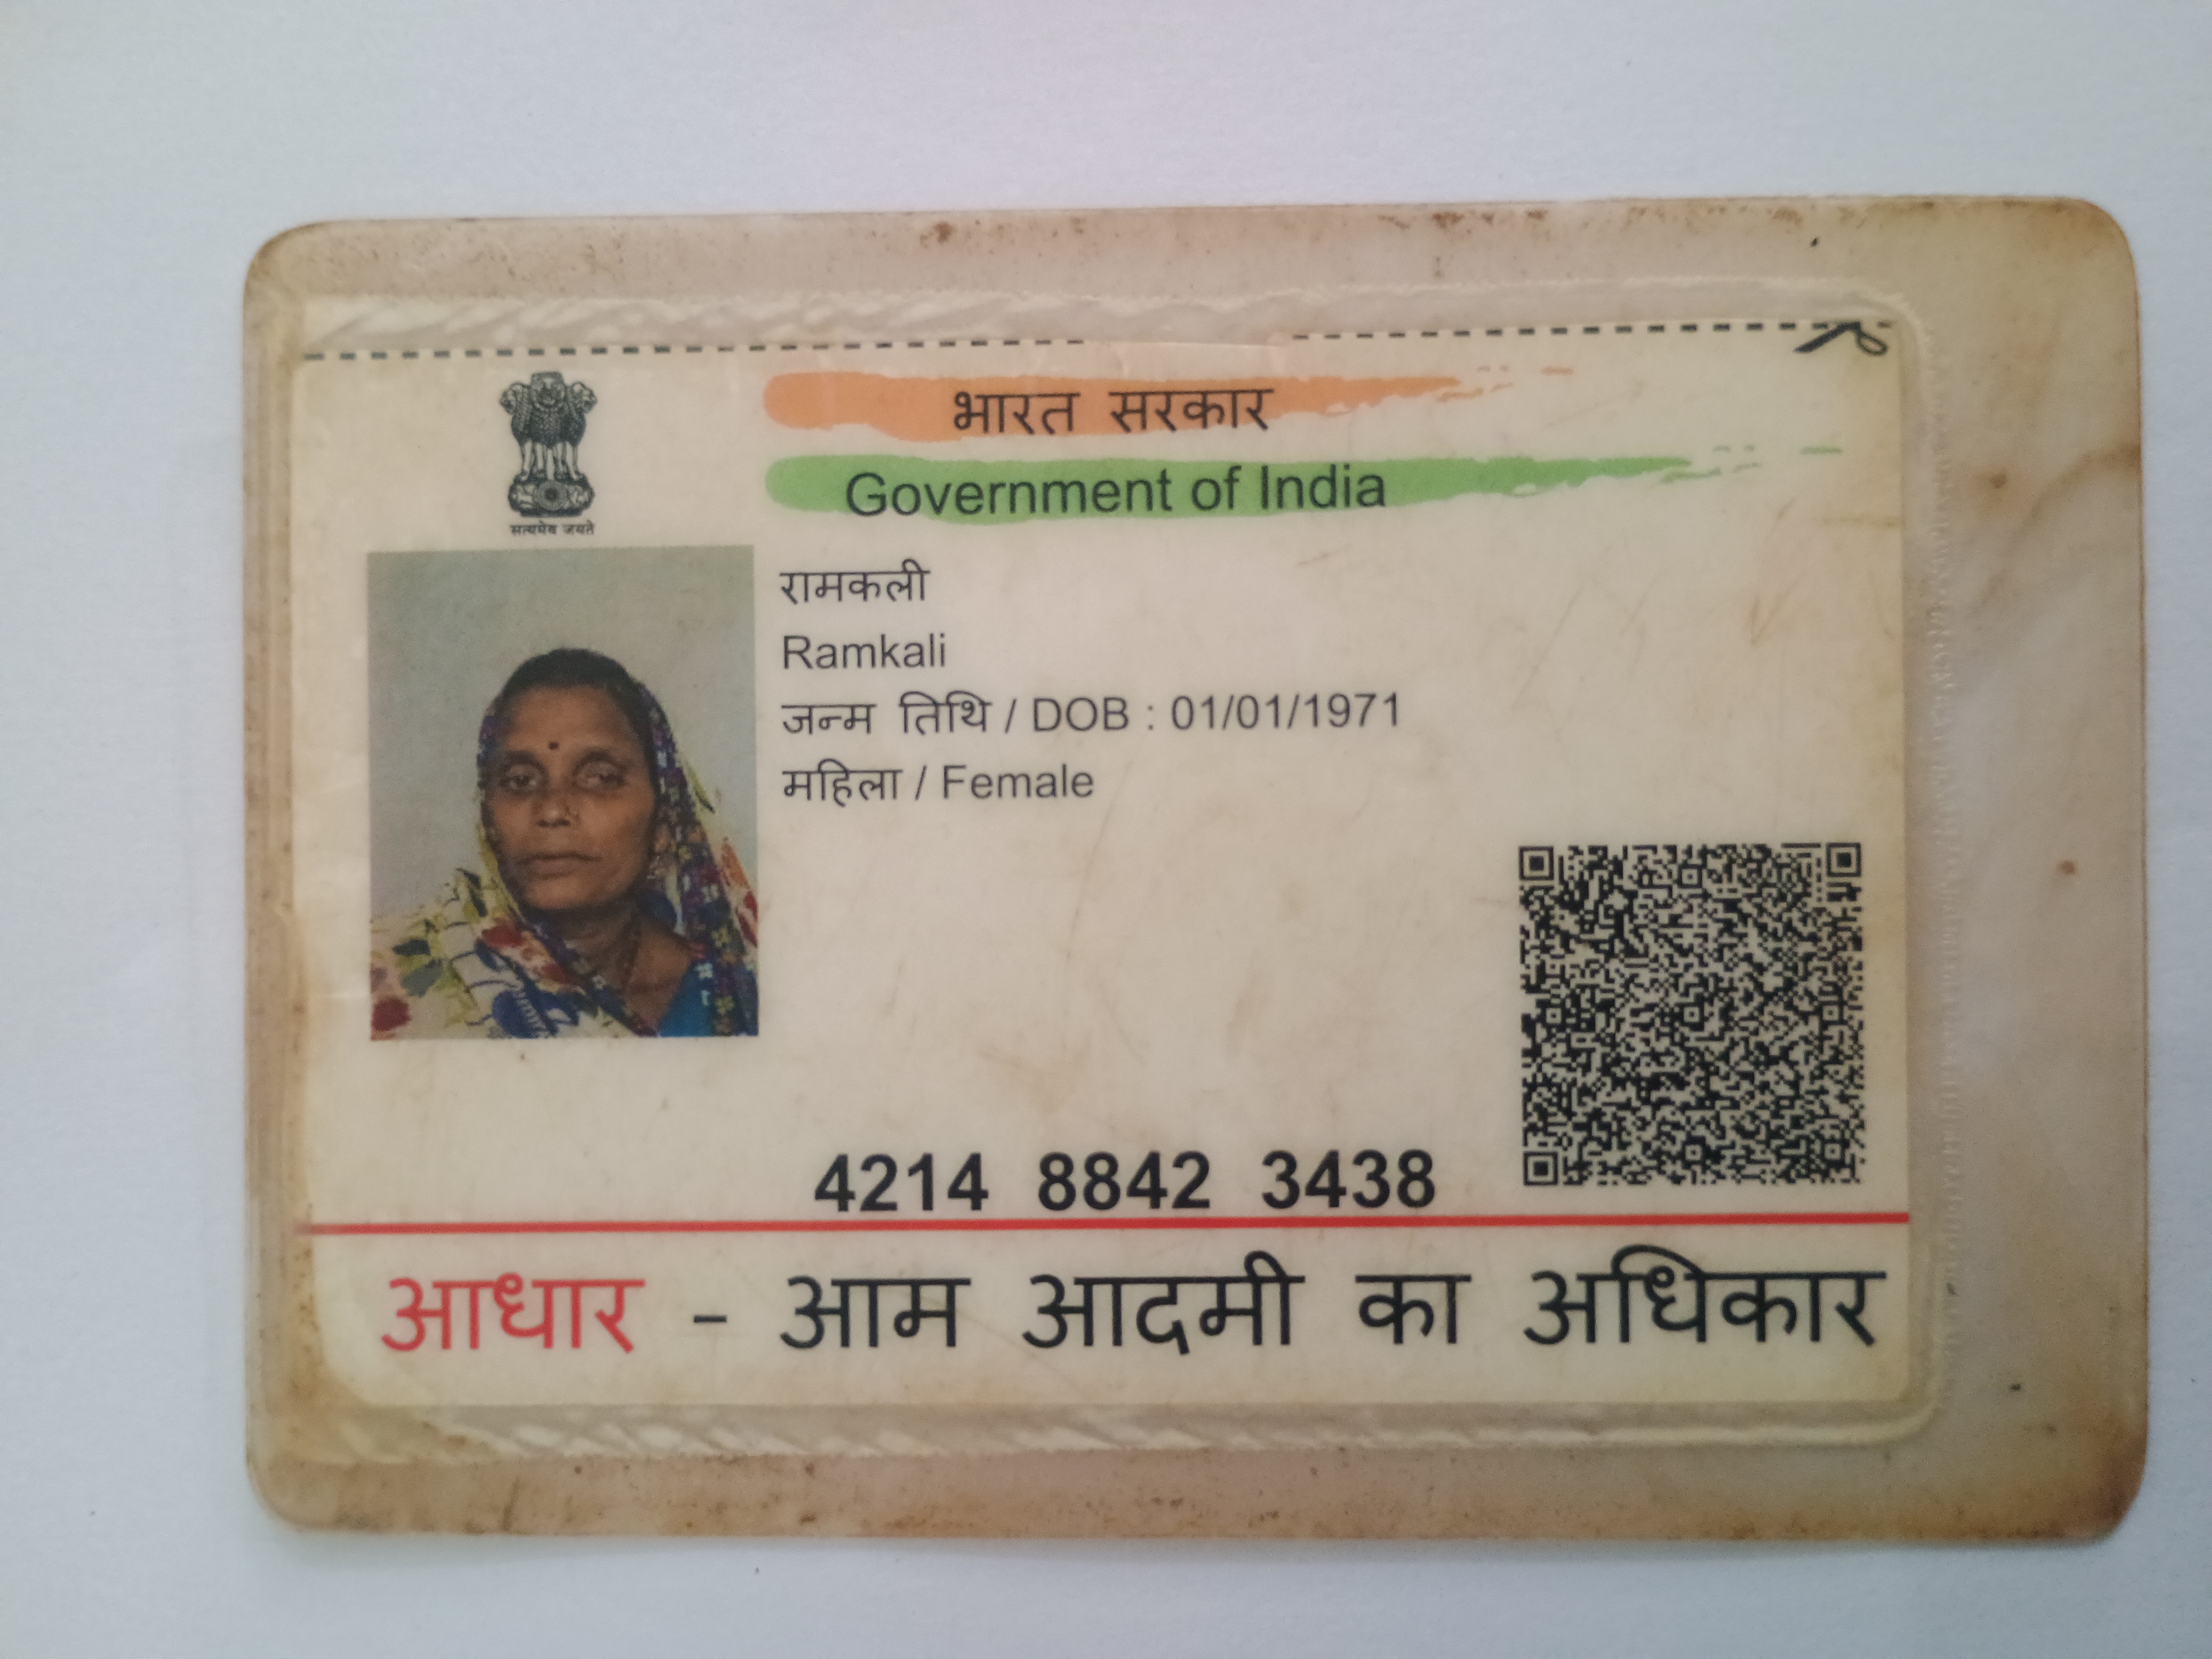 भारत सरकार
Government of India
सत्यमेव जयते
रामकली
Ramkali
जन्म तिथि / DOB : 01/01/1971
महिला / Female
4214 8842 3438
आधार - आम आदमी का अधिकार